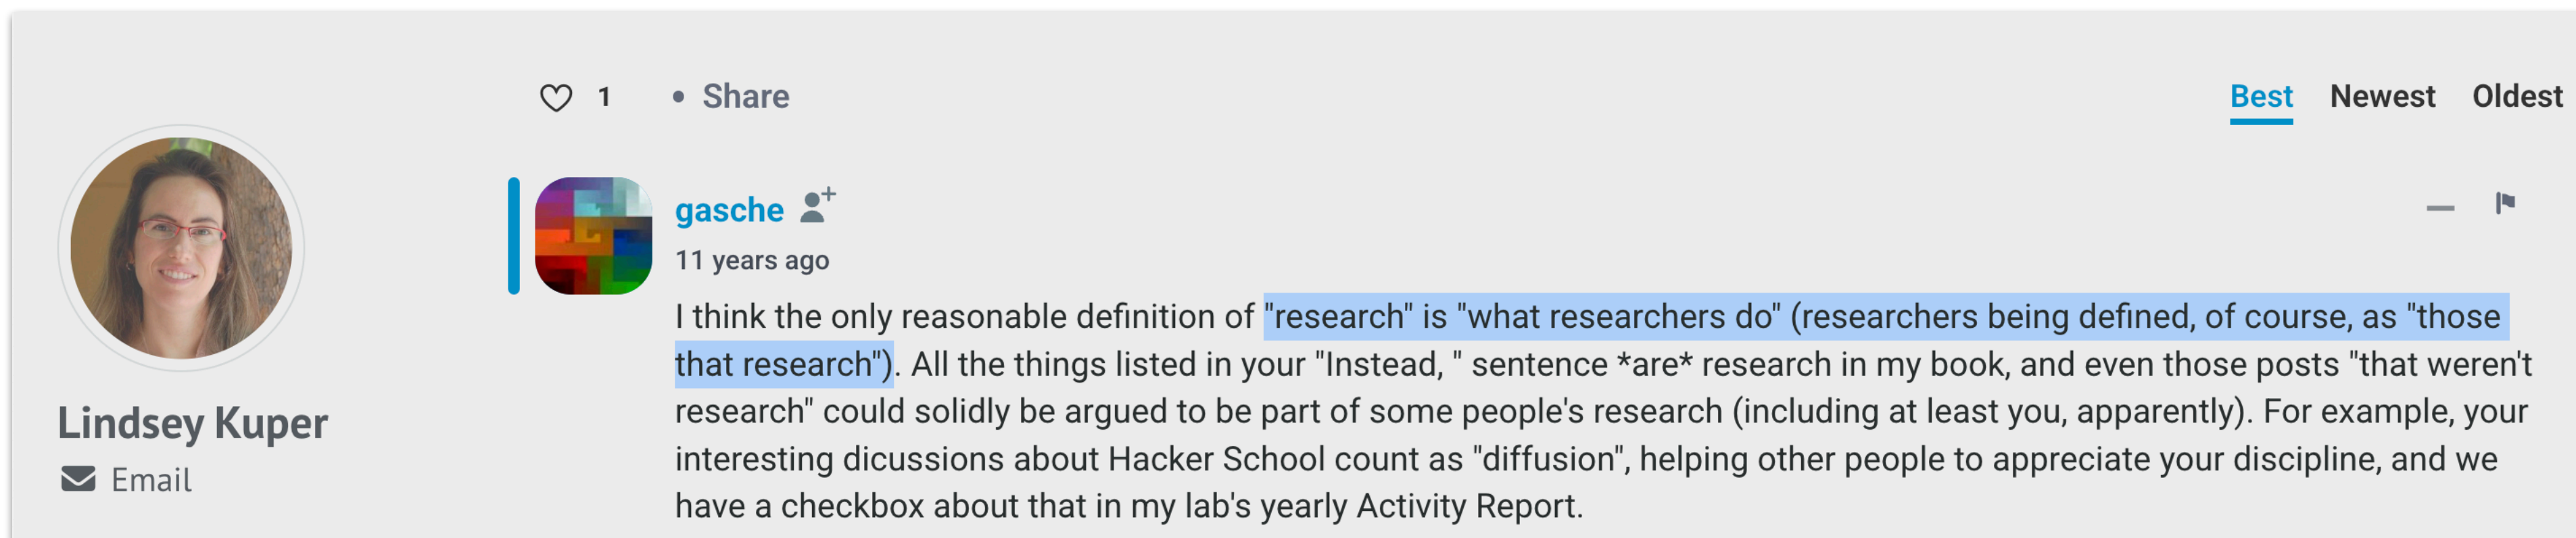 1 • Share
Best Newest Oldest
gasche
11 years ago
I think the only reasonable definition of "research" is "what researchers do" (researchers being defined, of course, as "those
that research"). All the things listed in your "Instead, " sentence *are* research in my book, and even those posts "that weren't
research" could solidly be argued to be part of some people's research (including at least you, apparently). For example, your
interesting dicussions about Hacker School count as "diffusion", helping other people to appreciate your discipline, and we
have a checkbox about that in my lab's yearly Activity Report.
Lindsey Kuper
Email